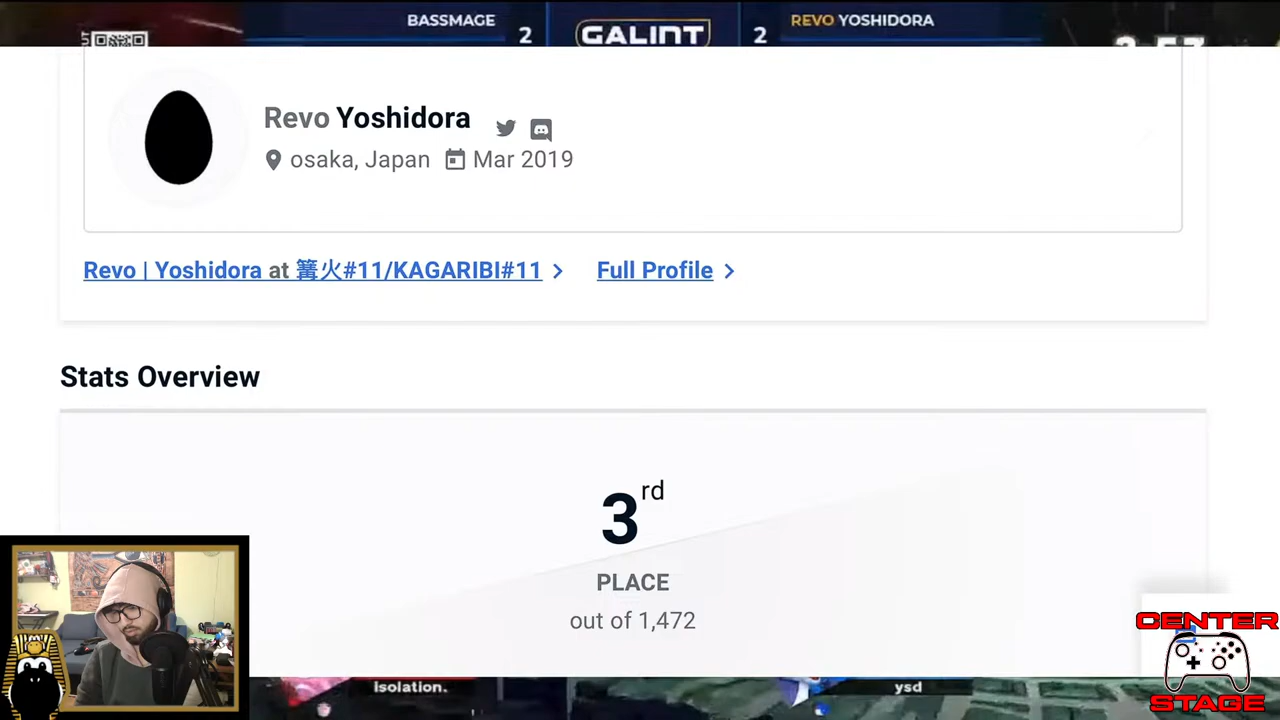 BASSMAGE 2 GALINT 2 REVO YOSHIDORA
Revo Yoshidora
osaka, Japan Mar 2019
Revo | Yoshidora at 篝火#11/KAGARIBI#11 Full Profile
Stats Overview
3rd
PLACE
out of 1,472
CENTER
STAGE
Isolation. ysd